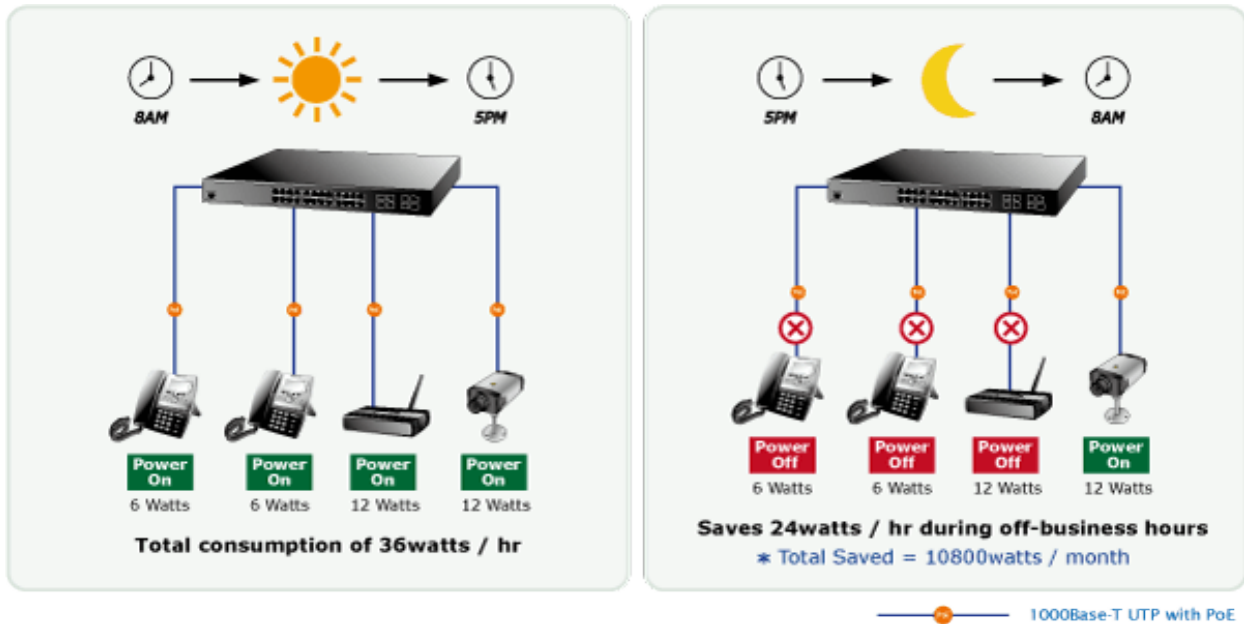 8AM
5PM
Power
On
6 Watts
Power
On
6 Watts
Power
On
12 Watts
Power
On
12 Watts
Total consumption of 36watts / hr
5PM
8AM
Power
Off
6 Watts
Power
Off
6 Watts
Power
Off
12 Watts
Power
On
12 Watts
Saves 24watts / hr during off-business hours
* Total Saved = 10800watts / month
1000Base-T UTP with PoE